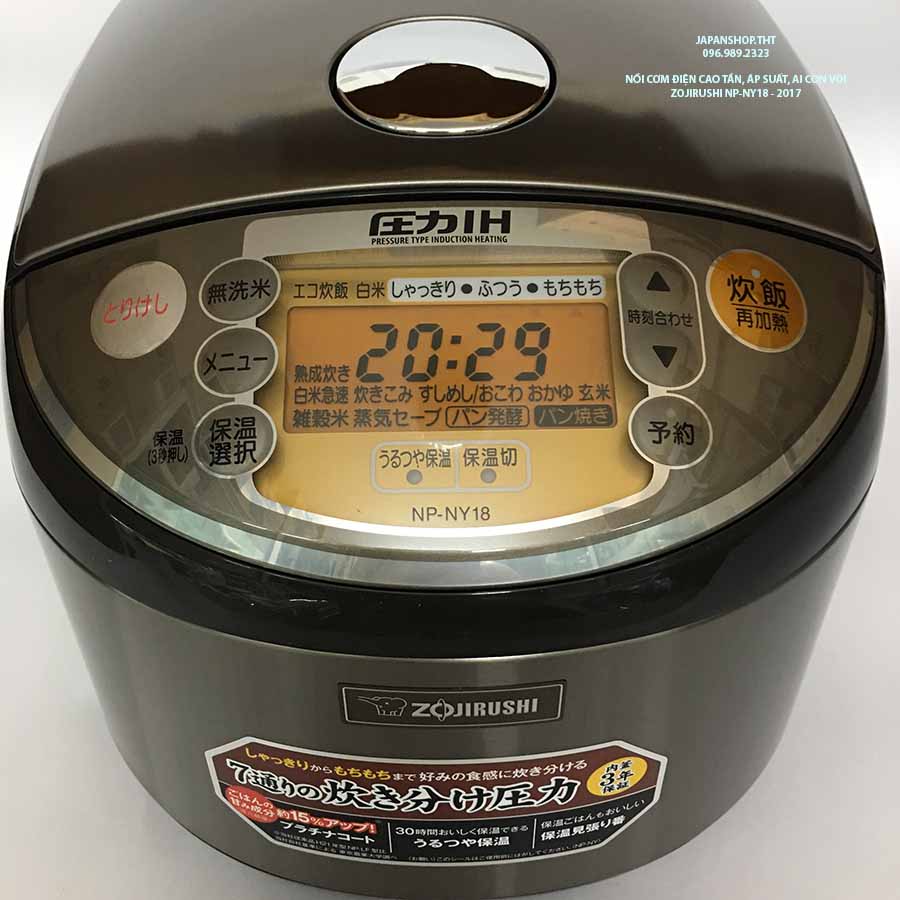 JAPANSHOP.THT
096.989.2323
NỒI CƠM ĐIỆN CAO TẦN, ÁP SUẤT, AI CON VOI
ZOJIRUSHI NP-NY18 - 2017
圧力IH
PRESSURE TYPE INDUCTION HEATING
とりけし
無洗米
メニュー
保温
(3秒押し)
保温
選択
エコ炊飯 白米 しゃっきり●ふつう●もちもち
20:29
熟成炊き
白米急速 炊きこみ すしめし/おこわ おかゆ 玄米
雑穀米 蒸気セーブ パン発酵 パン焼き
うるつや保温 保温切
NP-NY18
▲
時刻合わせ
▼
炊飯
再加熱
予約
ZOJIRUSHI
しゃっきりからもちもちまで 好みの食感に炊き分ける
7通りの炊き分け圧力
内釜
3年
保証
ごはんの
甘み成分約15%アップ!
プラチナコート
30時間おいしく保温できる
うるつや保温
保温ごはんもおいしい
保温見張り番